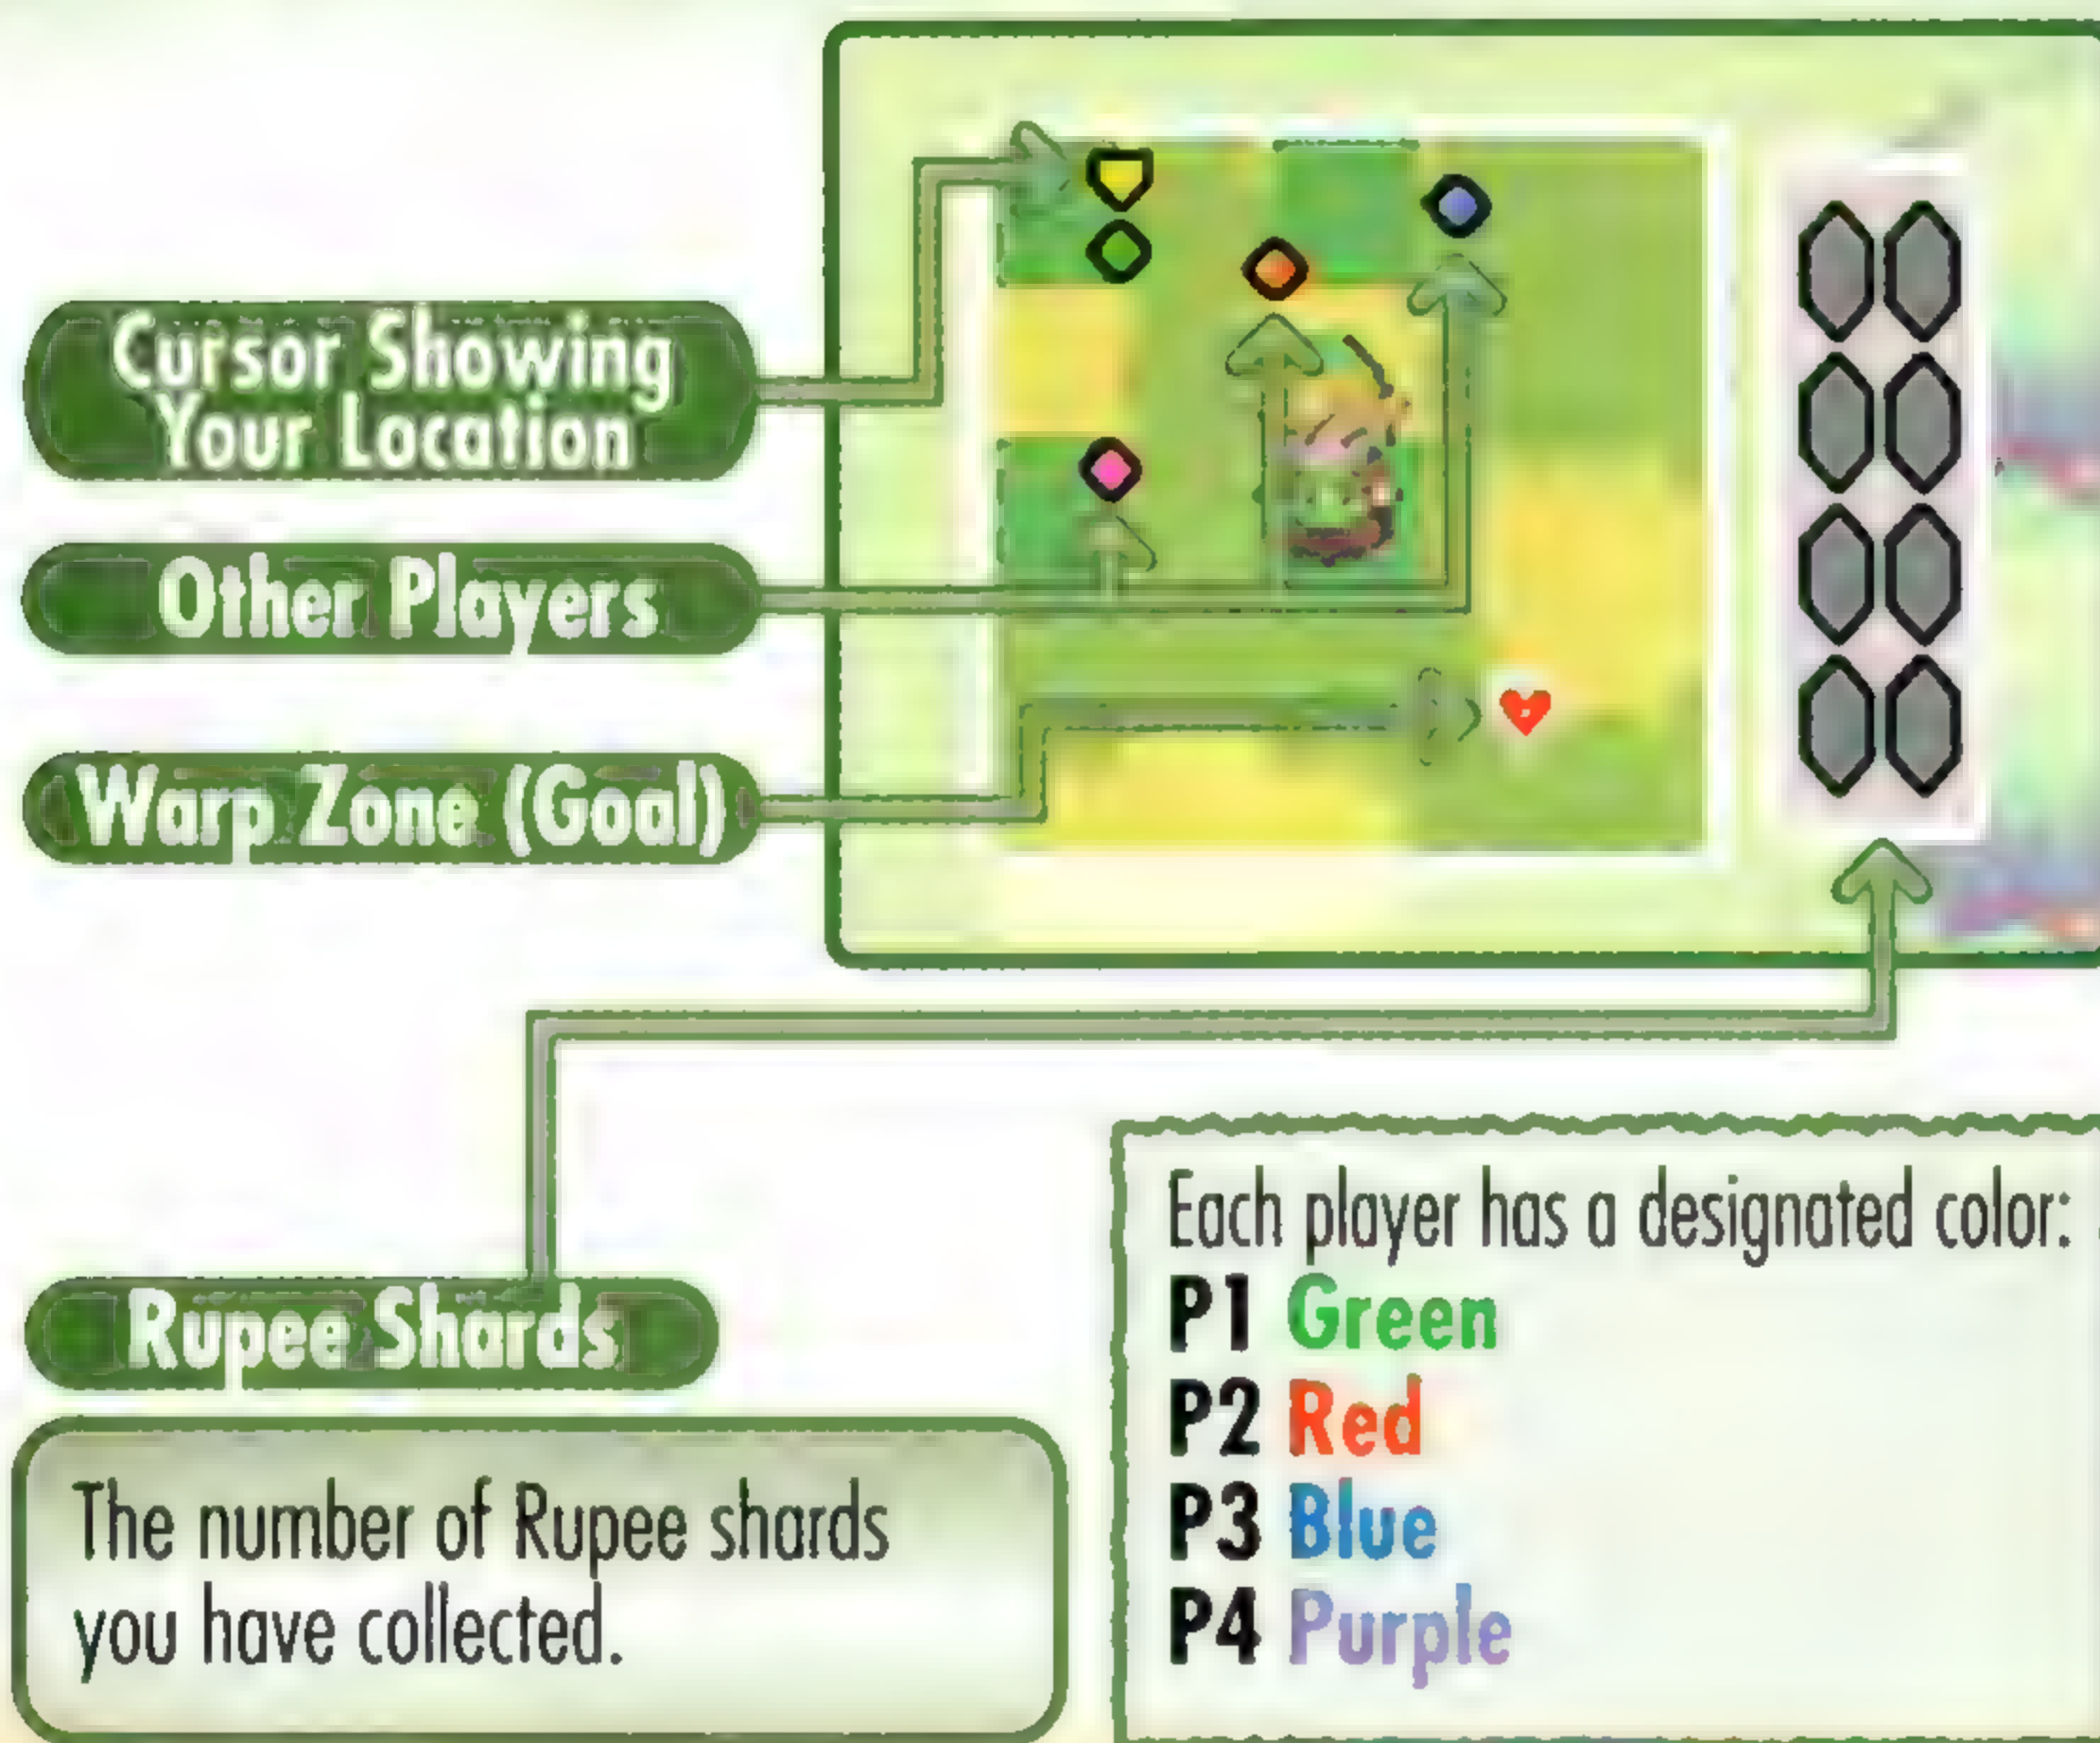 Cursor Showing
Your Location
Other Players
Warp Zone (Goal)
Rupee Shards
The number of Rupee shards
you have collected.
Each player has a designated color:
P1 Green
P2 Red
P3 Blue
P4 Purple